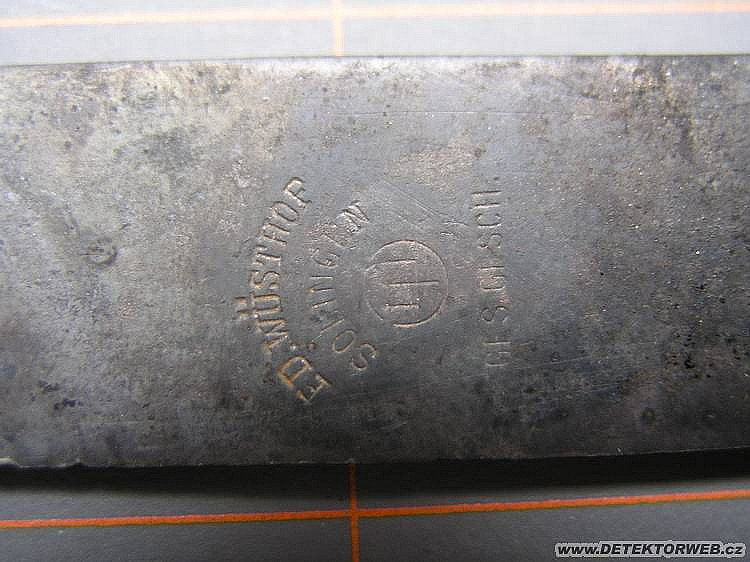 ED. WÜSTHOF
SOLINGEN
GES. GESCH.
www.DETEKTORWEB.cz